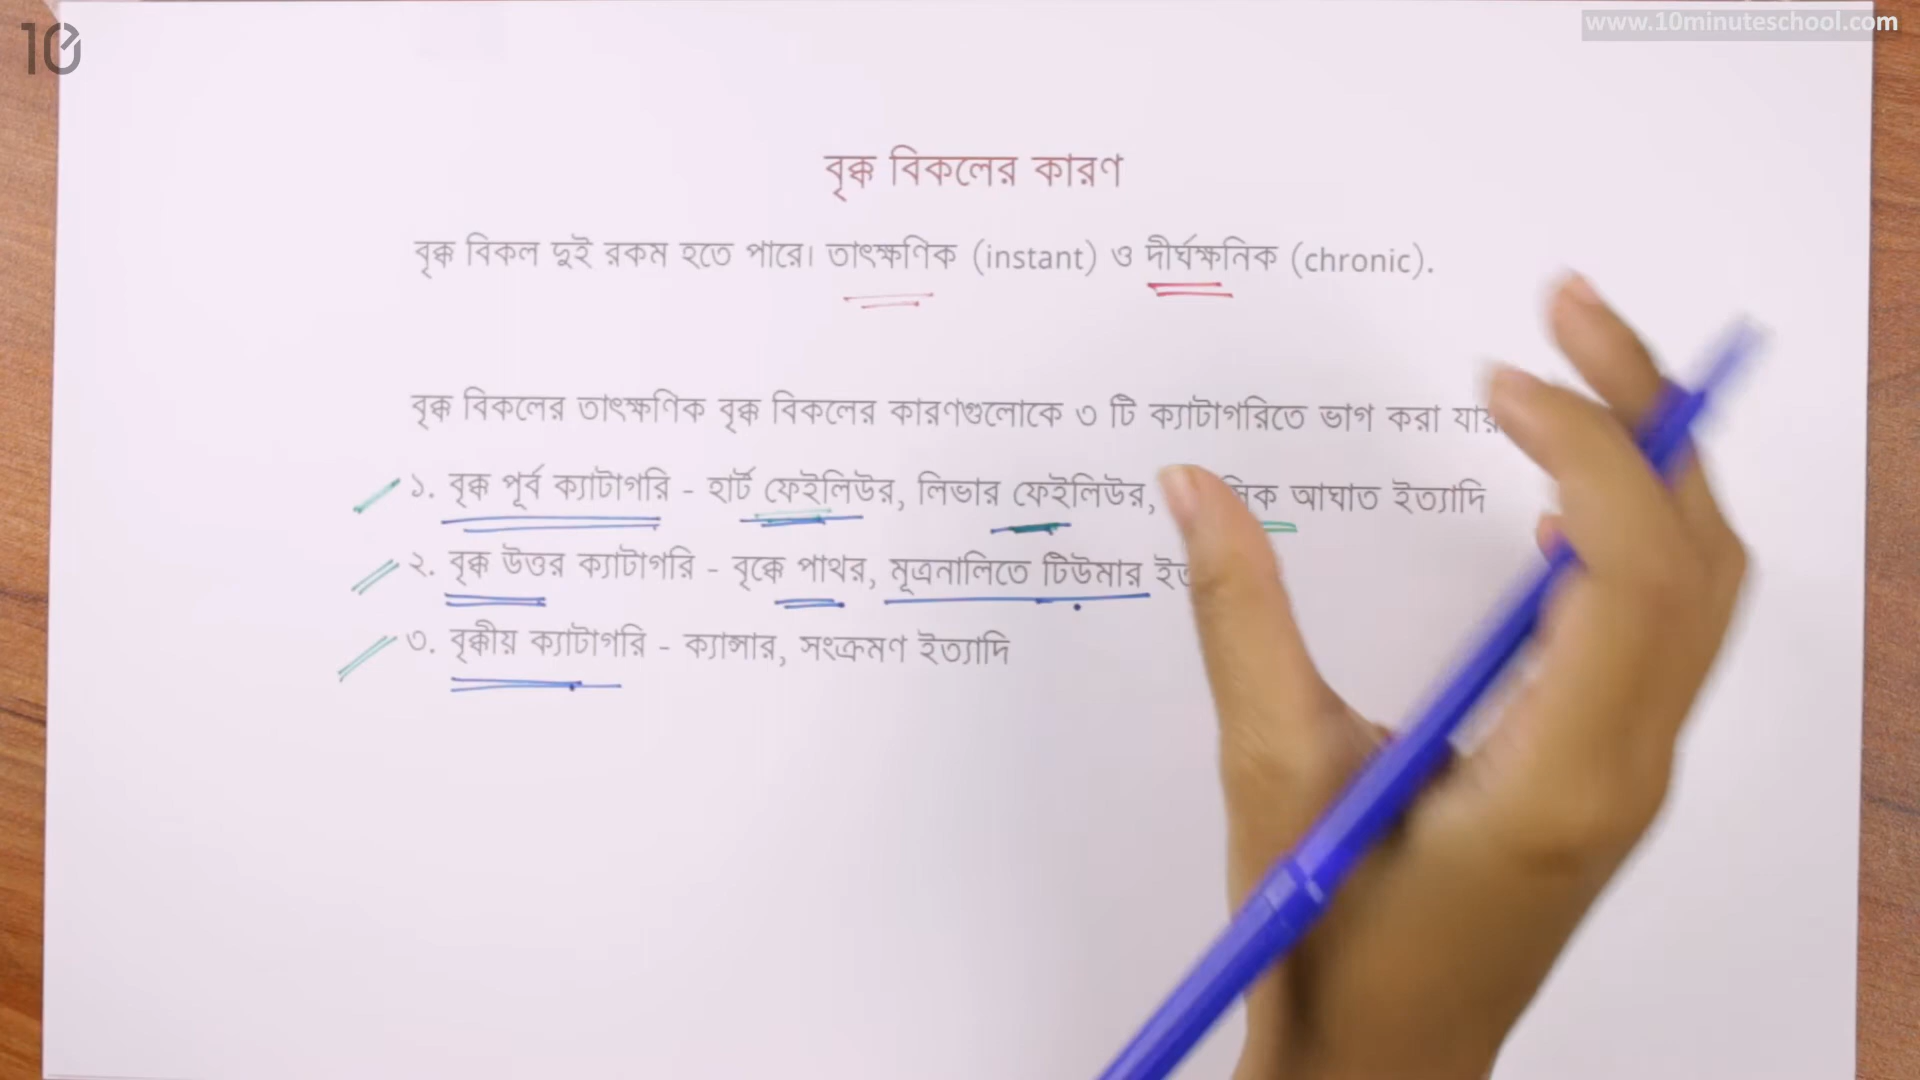 10
www.10minuteschool.com
বৃক্ক বিকলের কারণ
বৃক্ক বিকল দুই রকম হতে পারে। তাৎক্ষণিক (instant) ও দীর্ঘক্ষনিক (chronic).
বৃক্ক বিকলের তাৎক্ষণিক বৃক্ক বিকলের কারণগুলোকে ৩ টি ক্যাটাগরিতে ভাগ করা যায়
১. বৃক্ক পূর্ব ক্যাটাগরি - হার্ট ফেইলিউর, লিভার ফেইলিউর, আঘাত ইত্যাদি
২. বৃক্ক উত্তর ক্যাটাগরি - বৃক্কে পাথর, মূত্রনালিতে টিউমার
৩. বৃক্কীয় ক্যাটাগরি - ক্যান্সার, সংক্রমণ ইত্যাদি